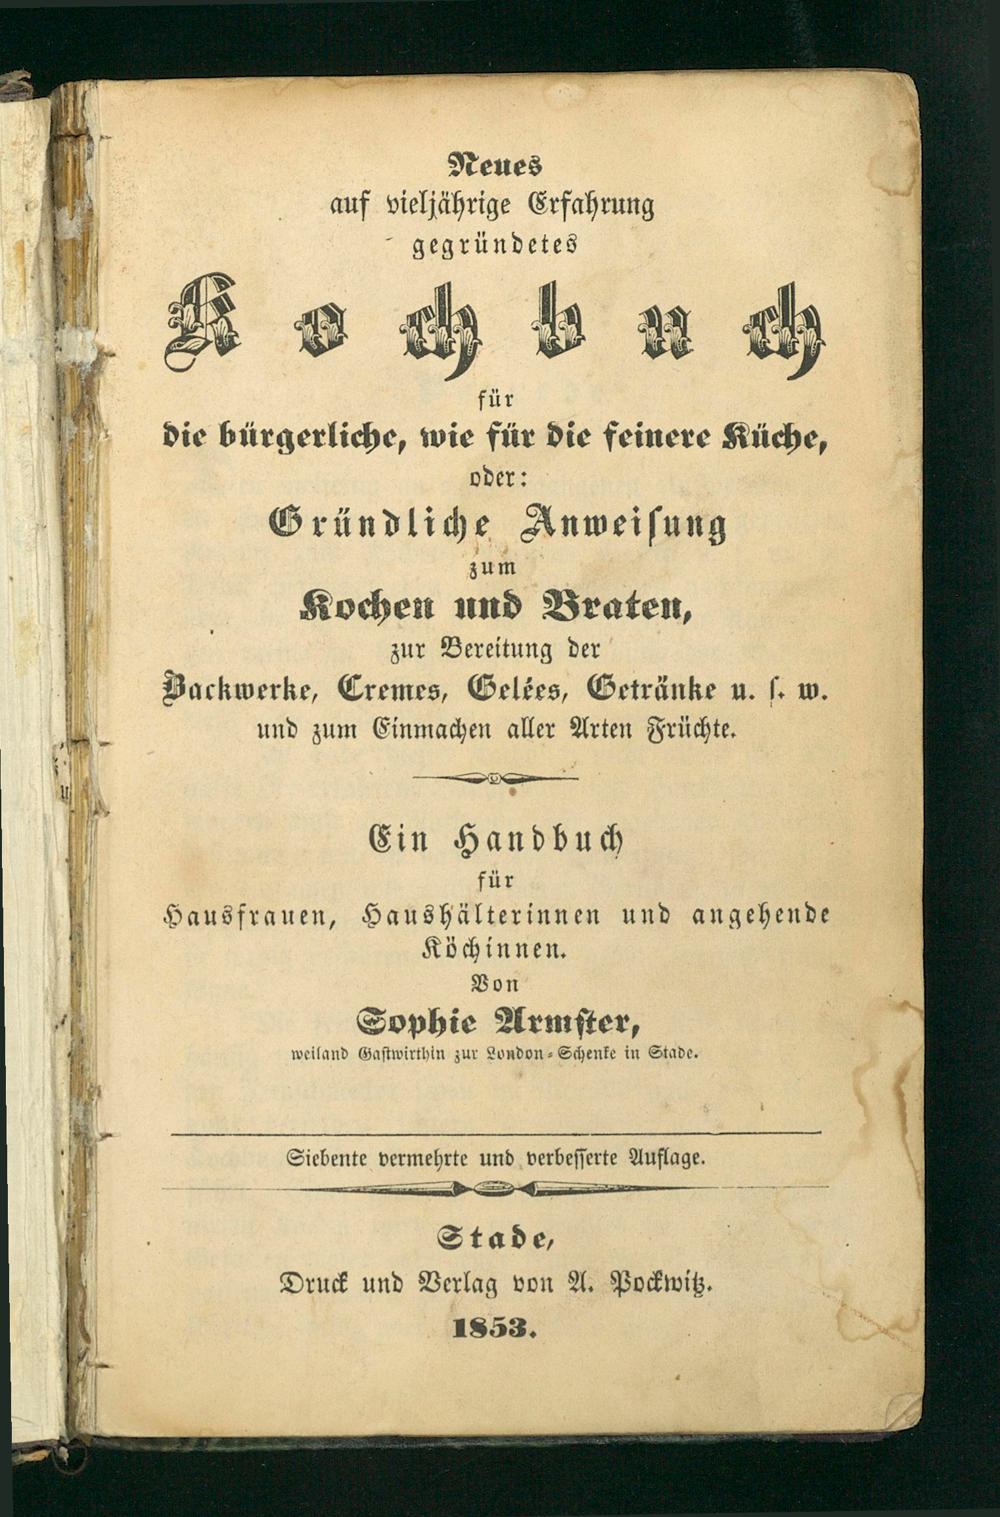 Neues
auf vieljährige Erfahrung
gegründetes
Kochbuch
für
die bürgerliche, wie für die feinere Küche,
oder:
Gründliche Anweiſung
zum
Kochen und Braten,
zur Bereitung der
Backwerke, Cremes, Gelées, Getränke u. ſ. w.
und zum Einmachen aller Arten Früchte.
Ein Handbuch
für
Hausfrauen, Haushälterinnen und angehende
Köchinnen.
Von
Sophie Armſter,
weiland Gaſtwirthin zur London-Schenke in Stade.
Siebente vermehrte und verbeſſerte Auflage.
Stade,
Druck und Verlag von A. Pockwitz.
1853.